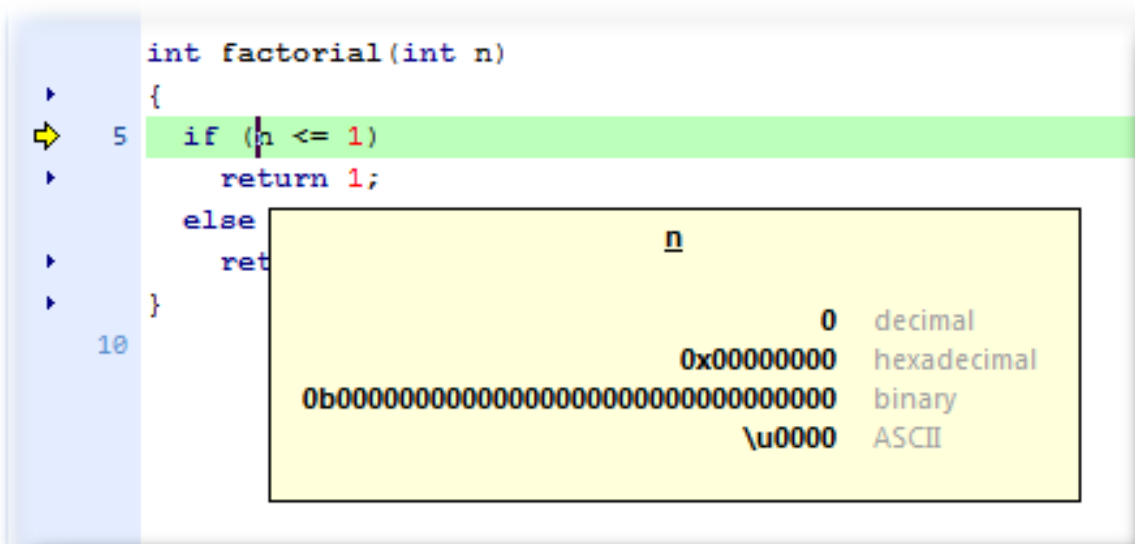 int factorial(int n)
{
5 if (n <= 1)
return 1;
else
ret
}
10
n
0 decimal
0x00000000 hexadecimal
0b00000000000000000000000000000000 binary
\u0000 ASCII